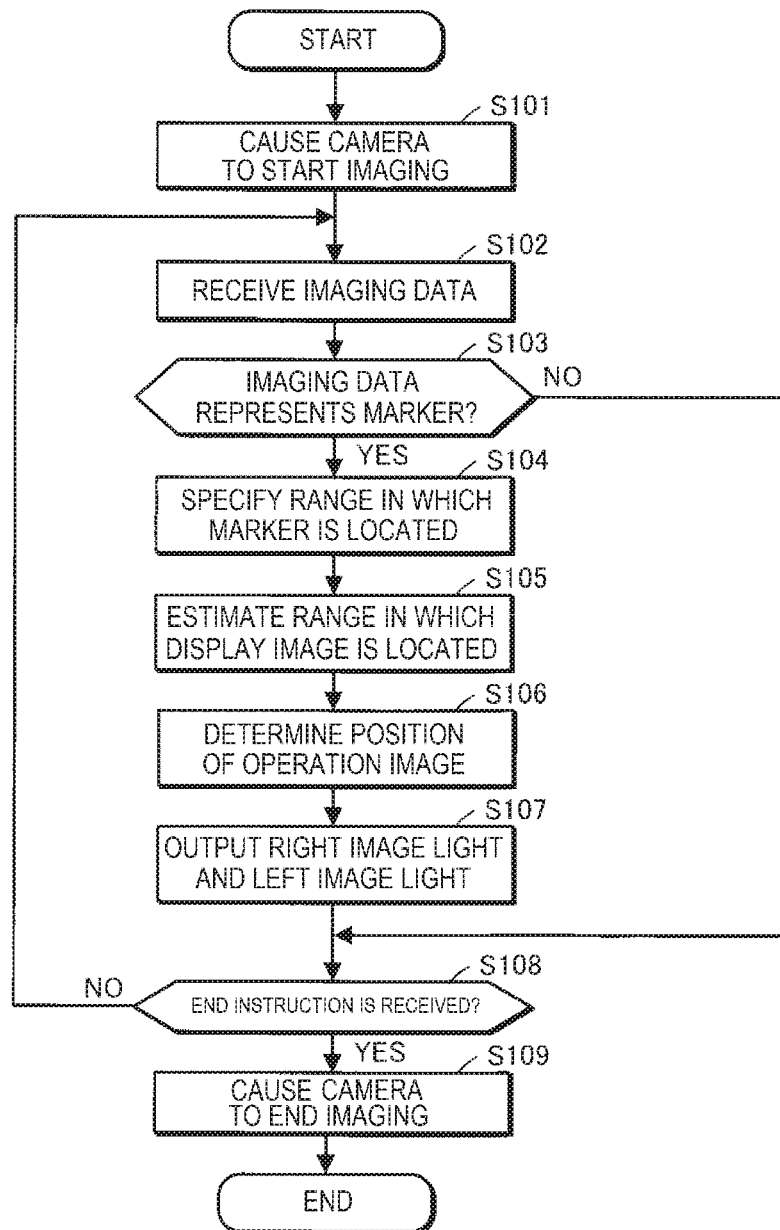 START
S101
CAUSE CAMERA
TO START IMAGING
S102
RECEIVE IMAGING DATA
S103
IMAGING DATA
REPRESENTS MARKER?
NO
YES
S104
SPECIFY RANGE IN WHICH
MARKER IS LOCATED
S105
ESTIMATE RANGE IN WHICH
DISPLAY IMAGE IS LOCATED
S106
DETERMINE POSITION
OF OPERATION IMAGE
S107
OUTPUT RIGHT IMAGE LIGHT
AND LEFT IMAGE LIGHT
S108
NO
END INSTRUCTION IS RECEIVED?
YES
S109
CAUSE CAMERA
TO END IMAGING
END